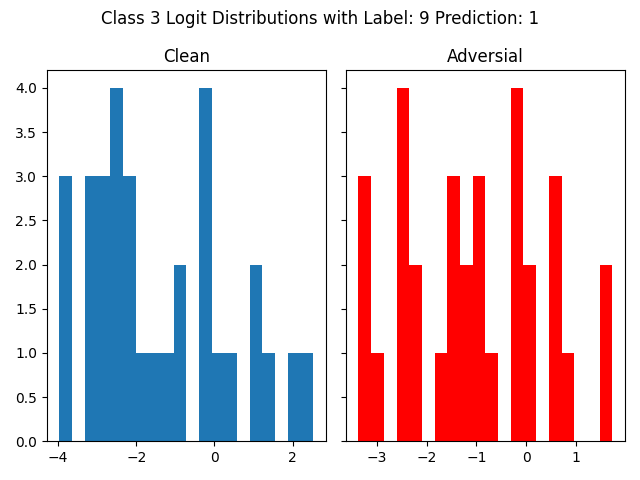 Class 3 Logit Distributions with Label: 9 Prediction: 1
Clean
Adversial
4.0
3.5
3.0
2.5
2.0
1.5
1.0
0.5
0.0
−4 −2 0 2
−3 −2 −1 0 1